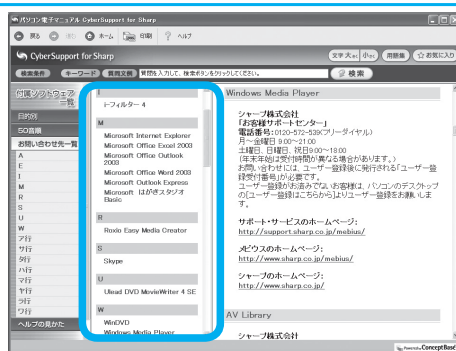 パソコン電子マニュアル CyberSupport for Sharp
戻る
進む
ホーム
印刷
ヘルプ
CyberSupport for Sharp
文字大きく
小さく
用語集
☆お気に入り
検索条件
キーワード
質問文例
質問を入力して、検索ボタンをクリックしてください。
検索
付属ソフトウェア
一覧
目的別
50音順
お問い合わせ先一覧
A
E
I
M
R
S
U
W
ア行
サ行
タ行
ハ行
マ行
ヤ行
ラ行
ワ行
ヘルプの見かた
I
i-フィルター 4
M
Microsoft Internet Explorer
Microsoft Office Excel 2003
Microsoft Office Outlook
2003
Microsoft Office Word 2003
Microsoft Outlook Express
Microsoft はがきスタジオ
Basic
R
Roxio Easy Media Creator
S
Skype
U
Ulead DVD MovieWriter 4 SE
W
WinDVD
Windows Media Player
Windows Media Player
シャープ株式会社
「お客様サポートセンター」
電話番号:0120-572-539(フリーダイヤル)
月～金曜日 9:00～21:00
土曜日、日曜日、祝日9:00～18:00
(年末年始は受付時間が異なる場合があります。)
お問い合わせには、ユーザー登録後に発行される「ユーザー登
録受付番号」が必要です。
ユーザー登録がお済みでないお客様は、パソコンのデスクトップ
の[ユーザー登録はこちらから]よりユーザー登録をお願いしま
す。
サポート・サービスのホームページ:
http://support.sharp.co.jp/mebius/
メビウスのホームページ:
http://www.sharp.co.jp/mebius/
シャープのホームページ:
http://www.sharp.co.jp/
AV Library
シャープ株式会社
Powered by ConceptBase